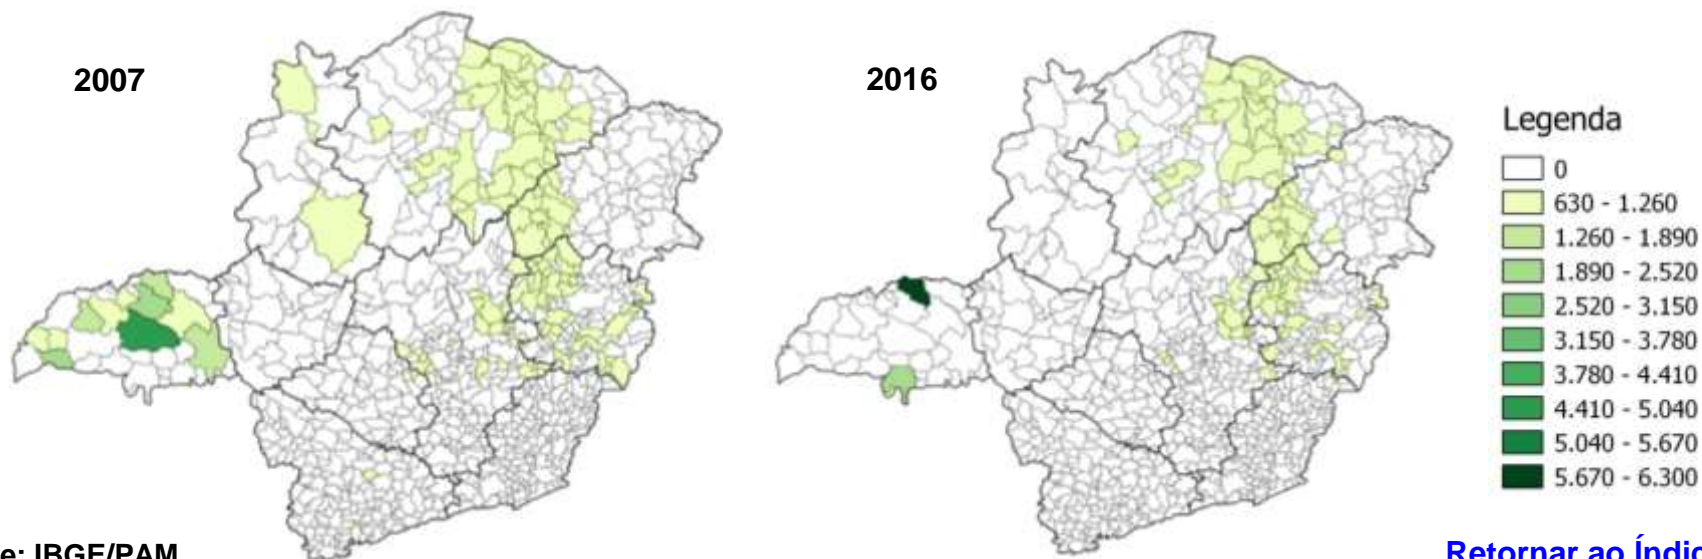 2007
2016
Legenda
0
630 - 1.260
1.260 - 1.890
1.890 - 2.520
2.520 - 3.150
3.150 - 3.780
3.780 - 4.410
4.410 - 5.040
5.040 - 5.670
5.670 - 6.300
e: IBGE/PAM
Retornar ao Índic